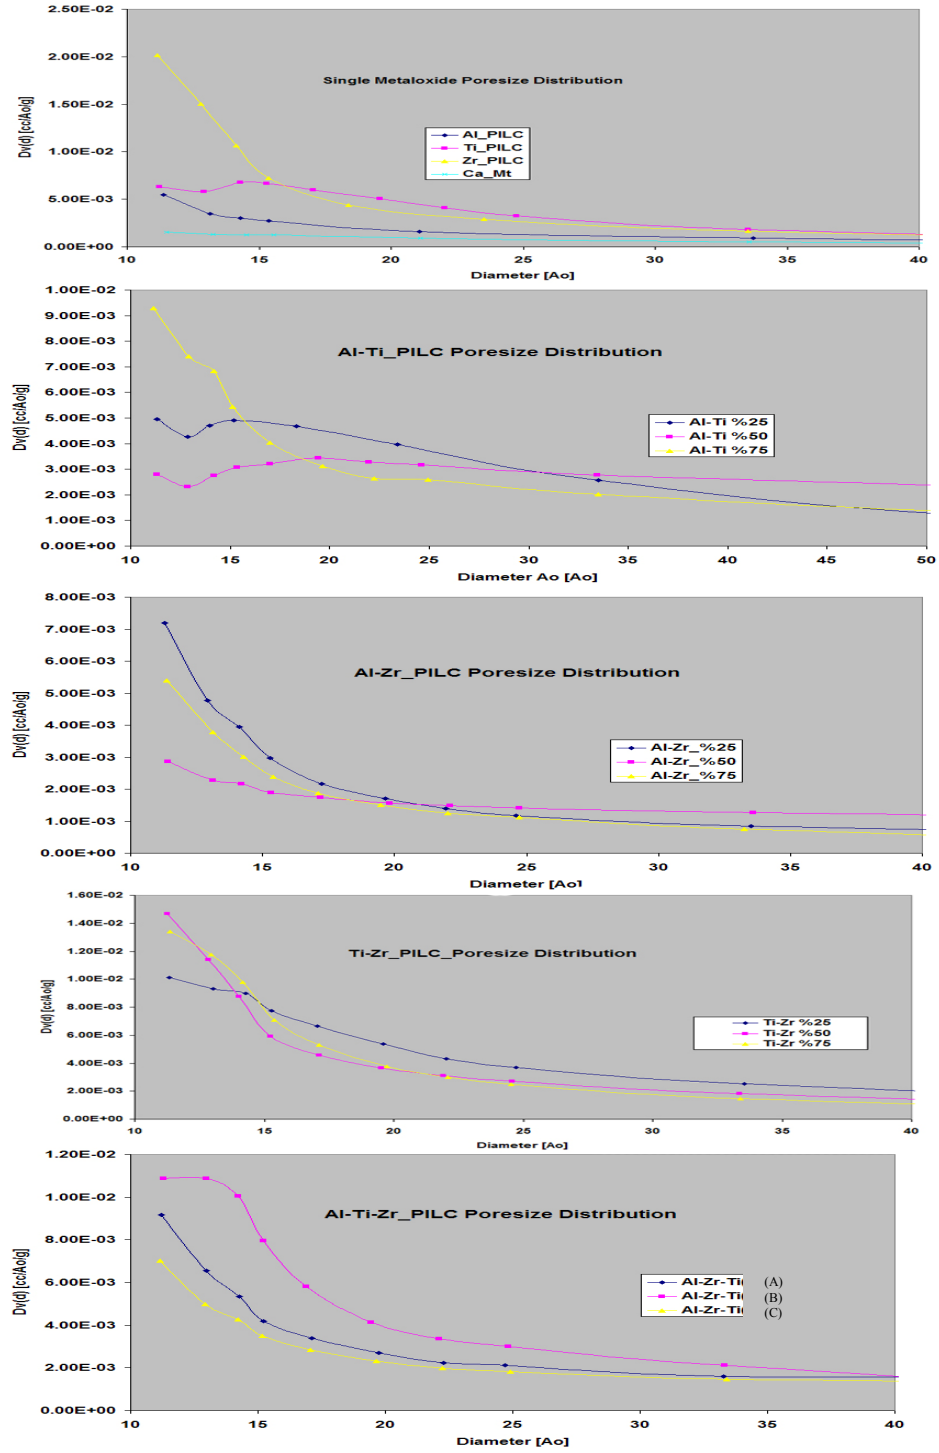 2.50E-02
2.00E-02
1.50E-02
1.00E-02
5.00E-03
0.00E+00
Dv(d) [cc/Ao/g]
Single Metaloxide Poresize Distribution
Al_PILC
Ti_PILC
Zr_PILC
Ca_Mt
10 15 20 25 30 35 40
Diameter [Ao]
1.00E-02
9.00E-03
8.00E-03
7.00E-03
6.00E-03
5.00E-03
4.00E-03
3.00E-03
2.00E-03
1.00E-03
0.00E+00
Dv(d) [cc/Ao/g]
Al-Ti_PILC Poresize Distribution
Al-Ti %25
Al-Ti %50
Al-Ti %75
10 15 20 25 30 35 40 45 50
Diameter Ao [Ao]
8.00E-03
7.00E-03
6.00E-03
5.00E-03
4.00E-03
3.00E-03
2.00E-03
1.00E-03
0.00E+00
Dv(d) [cc/Ao/g]
Al-Zr_PILC Poresize Distribution
Al-Zr_%25
Al-Zr_%50
Al-Zr_%75
10 15 20 25 30 35 40
Diameter [Ao]
1.60E-02
1.40E-02
1.20E-02
1.00E-02
8.00E-03
6.00E-03
4.00E-03
2.00E-03
0.00E+00
Dv(d) [cc/Ao/g]
Ti-Zr_PILC_Poresize Distribution
Ti-Zr %25
Ti-Zr %50
Ti-Zr %75
10 15 20 25 30 35 40
Diameter [Ao]
1.20E-02
1.00E-02
8.00E-03
6.00E-03
4.00E-03
2.00E-03
0.00E+00
Dv(d) [cc/Ao/g]
Al-Ti-Zr_PILC Poresize Distribution
Al-Zr-Ti( (A)
Al-Zr-Ti( (B)
Al-Zr-Ti( (C)
10 15 20 25 30 35 40
Diameter [Ao]